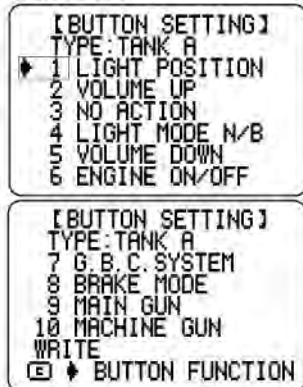 [BUTTON SETTING]
TYPE:TANK A
1 LIGHT POSITION
2 VOLUME UP
3 NO ACTION
4 LIGHT MODE N/B
5 VOLUME DOWN
6 ENGINE ON/OFF
[BUTTON SETTING]
TYPE:TANK A
7 G.B.C.SYSTEM
8 BRAKE MODE
9 MAIN GUN
10 MACHINE GUN
WRITE
E BUTTON FUNCTION